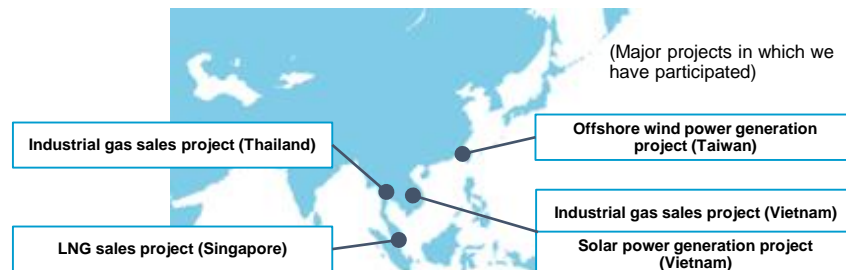 (Major projects in which we
have participated)
Industrial gas sales project (Thailand)
Offshore wind power generation
project (Taiwan)
Industrial gas sales project (Vietnam)
LNG sales project (Singapore)
Solar power generation project
(Vietnam)